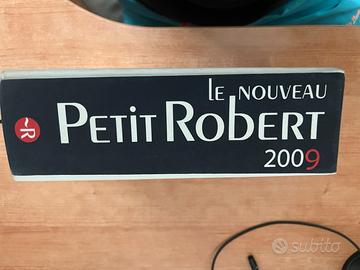 LE NOUVEAU
PETIT ROBERT
2009
R
subito